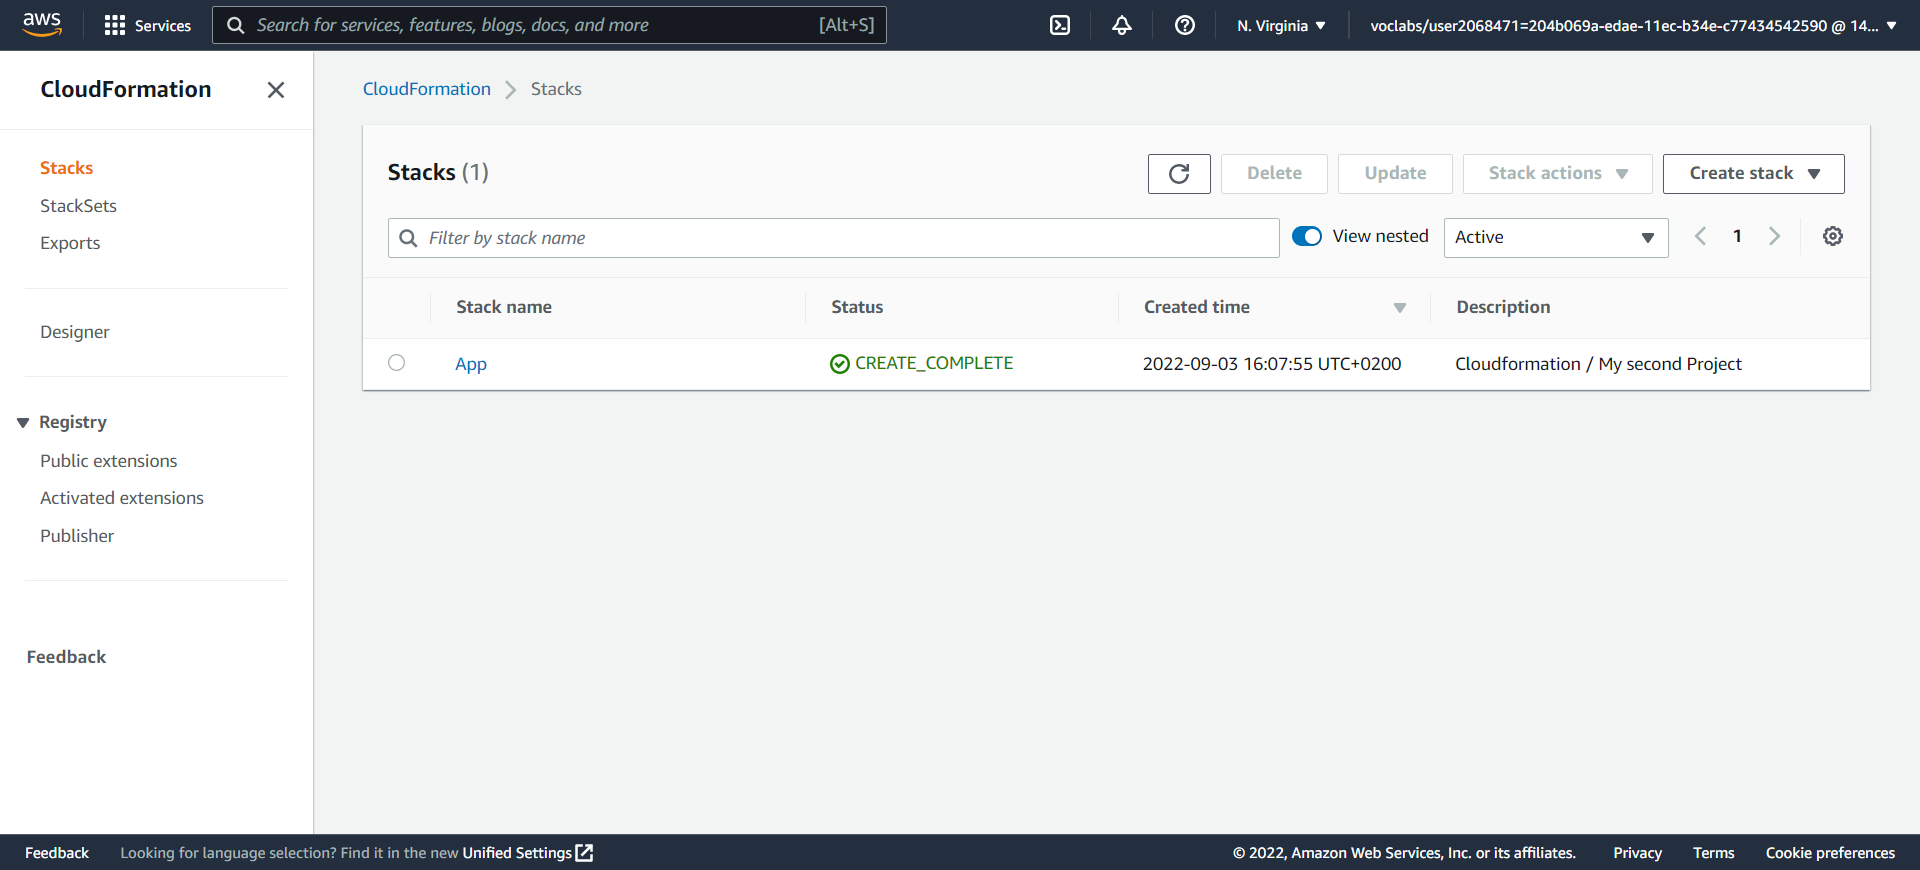 aws
Services
Search for services, features, blogs, docs, and more [Alt+S]
N. Virginia
voclabs/user2068471=204b069a-edae-11ec-b34e-c77434542590 @ 14...
CloudFormation
Stacks
StackSets
Exports
Designer
Registry
Public extensions
Activated extensions
Publisher
Feedback
CloudFormation Stacks
Stacks (1)
Delete
Update
Stack actions
Create stack
Filter by stack name
View nested
Active
1
Stack name Status Created time Description
App CREATE_COMPLETE 2022-09-03 16:07:55 UTC+0200 Cloudformation / My second Project
Feedback Looking for language selection? Find it in the new Unified Settings
© 2022, Amazon Web Services, Inc. or its affiliates. Privacy Terms Cookie preferences